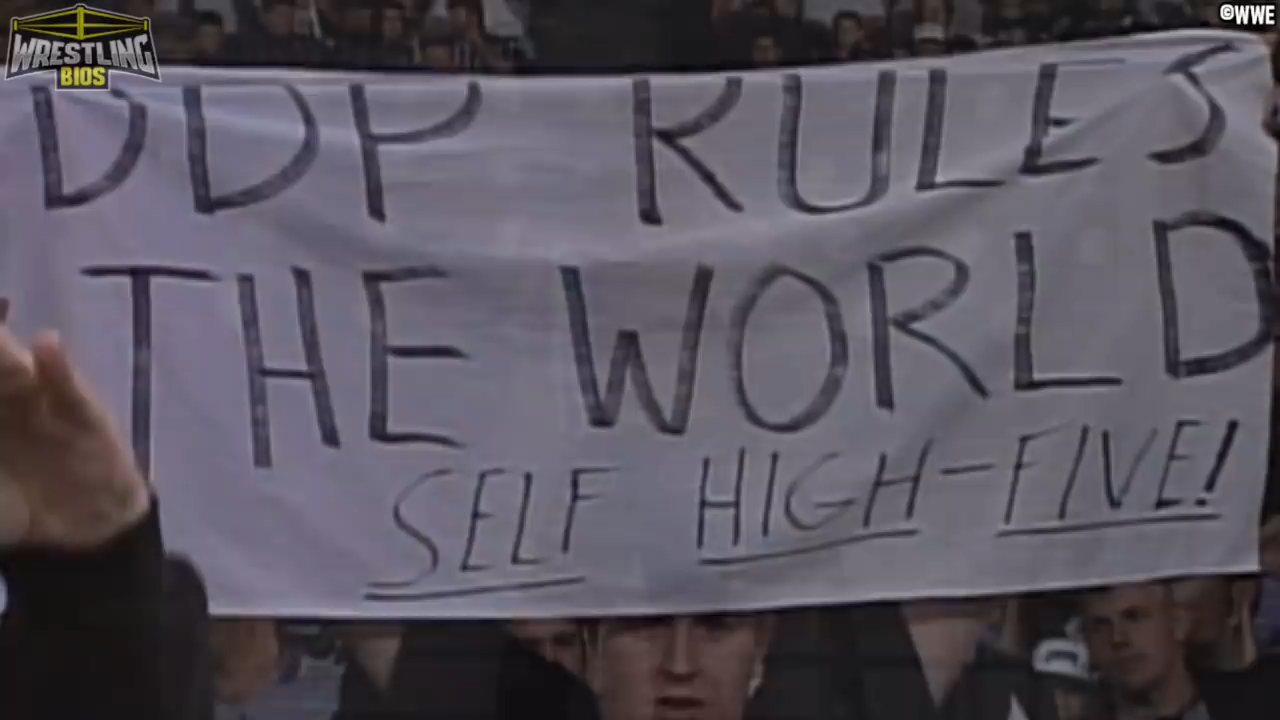 ©WWE
WRESTLING
BIOS
DDP RULES
THE WORLD
SELF HIGH-FIVE!